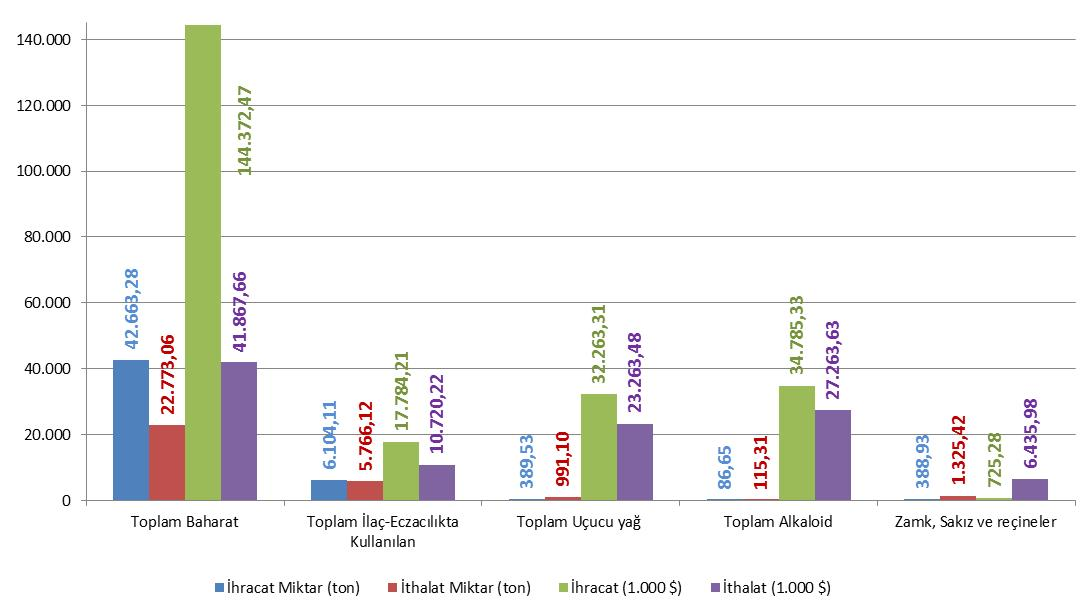 140.000
120.000
100.000
80.000
60.000
40.000
20.000
0
42.663,28
22.773,06
144.372,47
41.867,66
6.104,11
5.766,12
17.784,21
10.720,22
389,53
991,10
32.263,31
23.263,48
86,65
115,31
34.785,33
27.263,63
388,93
1.325,42
725,28
6.435,98
Toplam Baharat
Toplam İlaç-Eczacılıkta
Kullanılan
Toplam Uçucu yağ
Toplam Alkaloid
Zamk, Sakız ve reçineler
İhracat Miktar (ton)
İthalat Miktar (ton)
İhracat (1.000 $)
İthalat (1.000 $)